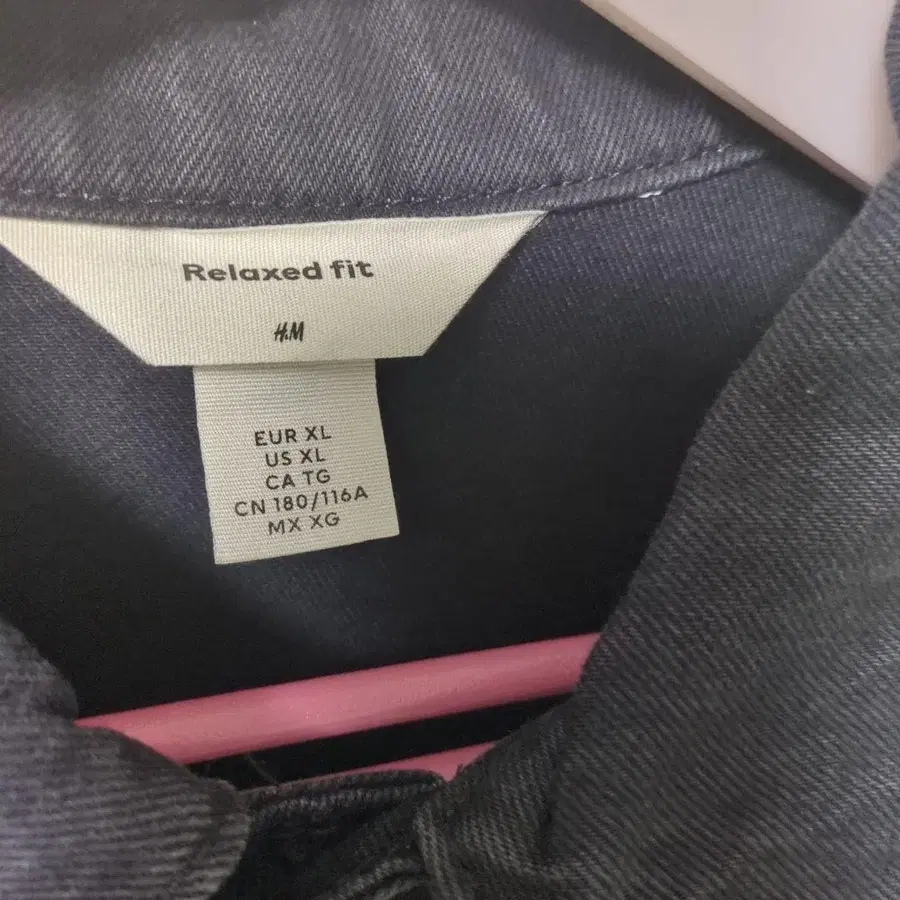 Relaxed fit
H&M
EUR XL
US XL
CA TG
CN 180/116A
MX XG